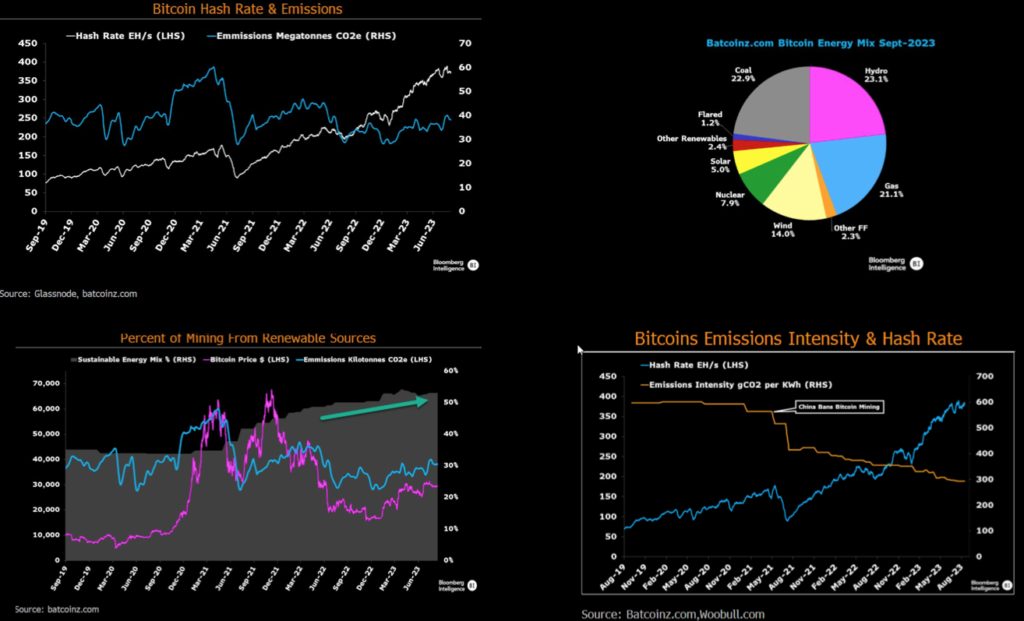 Bitcoin Hash Rate & Emissions
Hash Rate EH/s (LHS) Emmissions Megatonnes CO2e (RHS)
450 70
400 60
350
300 50
250 40
200 30
150 20
100
50 10
0 0
Sep-19 Dec-19 Mar-20 Jun-20 Sep-20 Dec-20 Mar-21 Jun-21 Sep-21 Dec-21 Mar-22 Jun-22 Sep-22 Dec-22 Mar-23 Jun-23
Bloomberg
Intelligence BI
Source: Glassnode, batcoinz.com
Batcoinz.com Bitcoin Energy Mix Sept-2023
Coal
22.9%
Hydro
23.1%
Flared
1.2%
Other Renewables
2.4%
Solar
5.0%
Nuclear
7.9%
Wind
14.0%
Other FF
2.3%
Gas
21.1%
Bloomberg
Intelligence BI
Percent of Mining From Renewable Sources
Sustainable Energy Mix % (RHS) Bitcoin Price $ (LHS) Emmissions Kilotonnes CO2e (LHS)
70,000 60%
60,000 50%
50,000 40%
40,000 30%
30,000
20,000 20%
10,000 10%
0 0%
Sep-19 Dec-19 Mar-20 Jun-20 Sep-20 Dec-20 Mar-21 Jun-21 Sep-21 Dec-21 Mar-22 Jun-22 Sep-22 Dec-22 Mar-23 Jun-23
Bloomberg
Intelligence BI
Source: batcoinz.com
Bitcoins Emissions Intensity & Hash Rate
Hash Rate EH/s (LHS)
Emissions Intensity gCO2 per KWh (RHS)
China Bans Bitcoin Mining
450 700
400 600
350 500
300
250 400
200 300
150 200
100
50 100
0 0
Aug-19 Nov-19 Feb-20 May-20 Aug-20 Nov-20 Feb-21 May-21 Aug-21 Nov-21 Feb-22 May-22 Aug-22 Nov-22 Feb-23 May-23 Aug-23
Bloomberg
Intelligence BI
Source: Batcoinz.com,Woobull.com